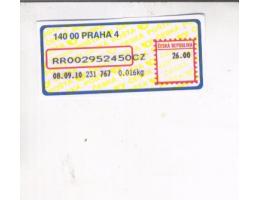 140 00 PRAHA 4
ČESKÁ REPUBLIKA
RR002952450CZ
26.00
08.09.10 231 767 0.016kg